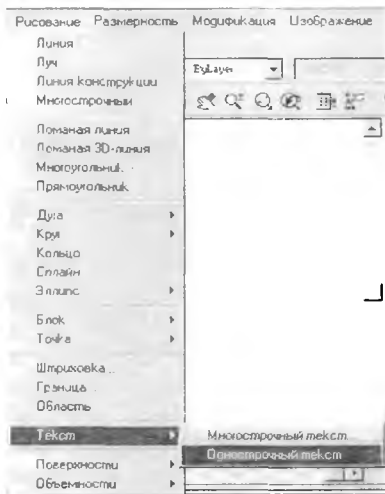 Рисование Размерность Модификация Изображение
Линия
Луч
ByLayer
Линия конструкции
Многострочный
Ломаная линия
Ломаная 3D-линия
Многоугольник
Прямоугольник
Дуга
Круг
Кольцо
Сплайн
Эллипс
Блок
Точка
Штриховка...
Граница...
Область
Текст
Многострочный текст...
Однострочный текст
Поверхности
Объемности